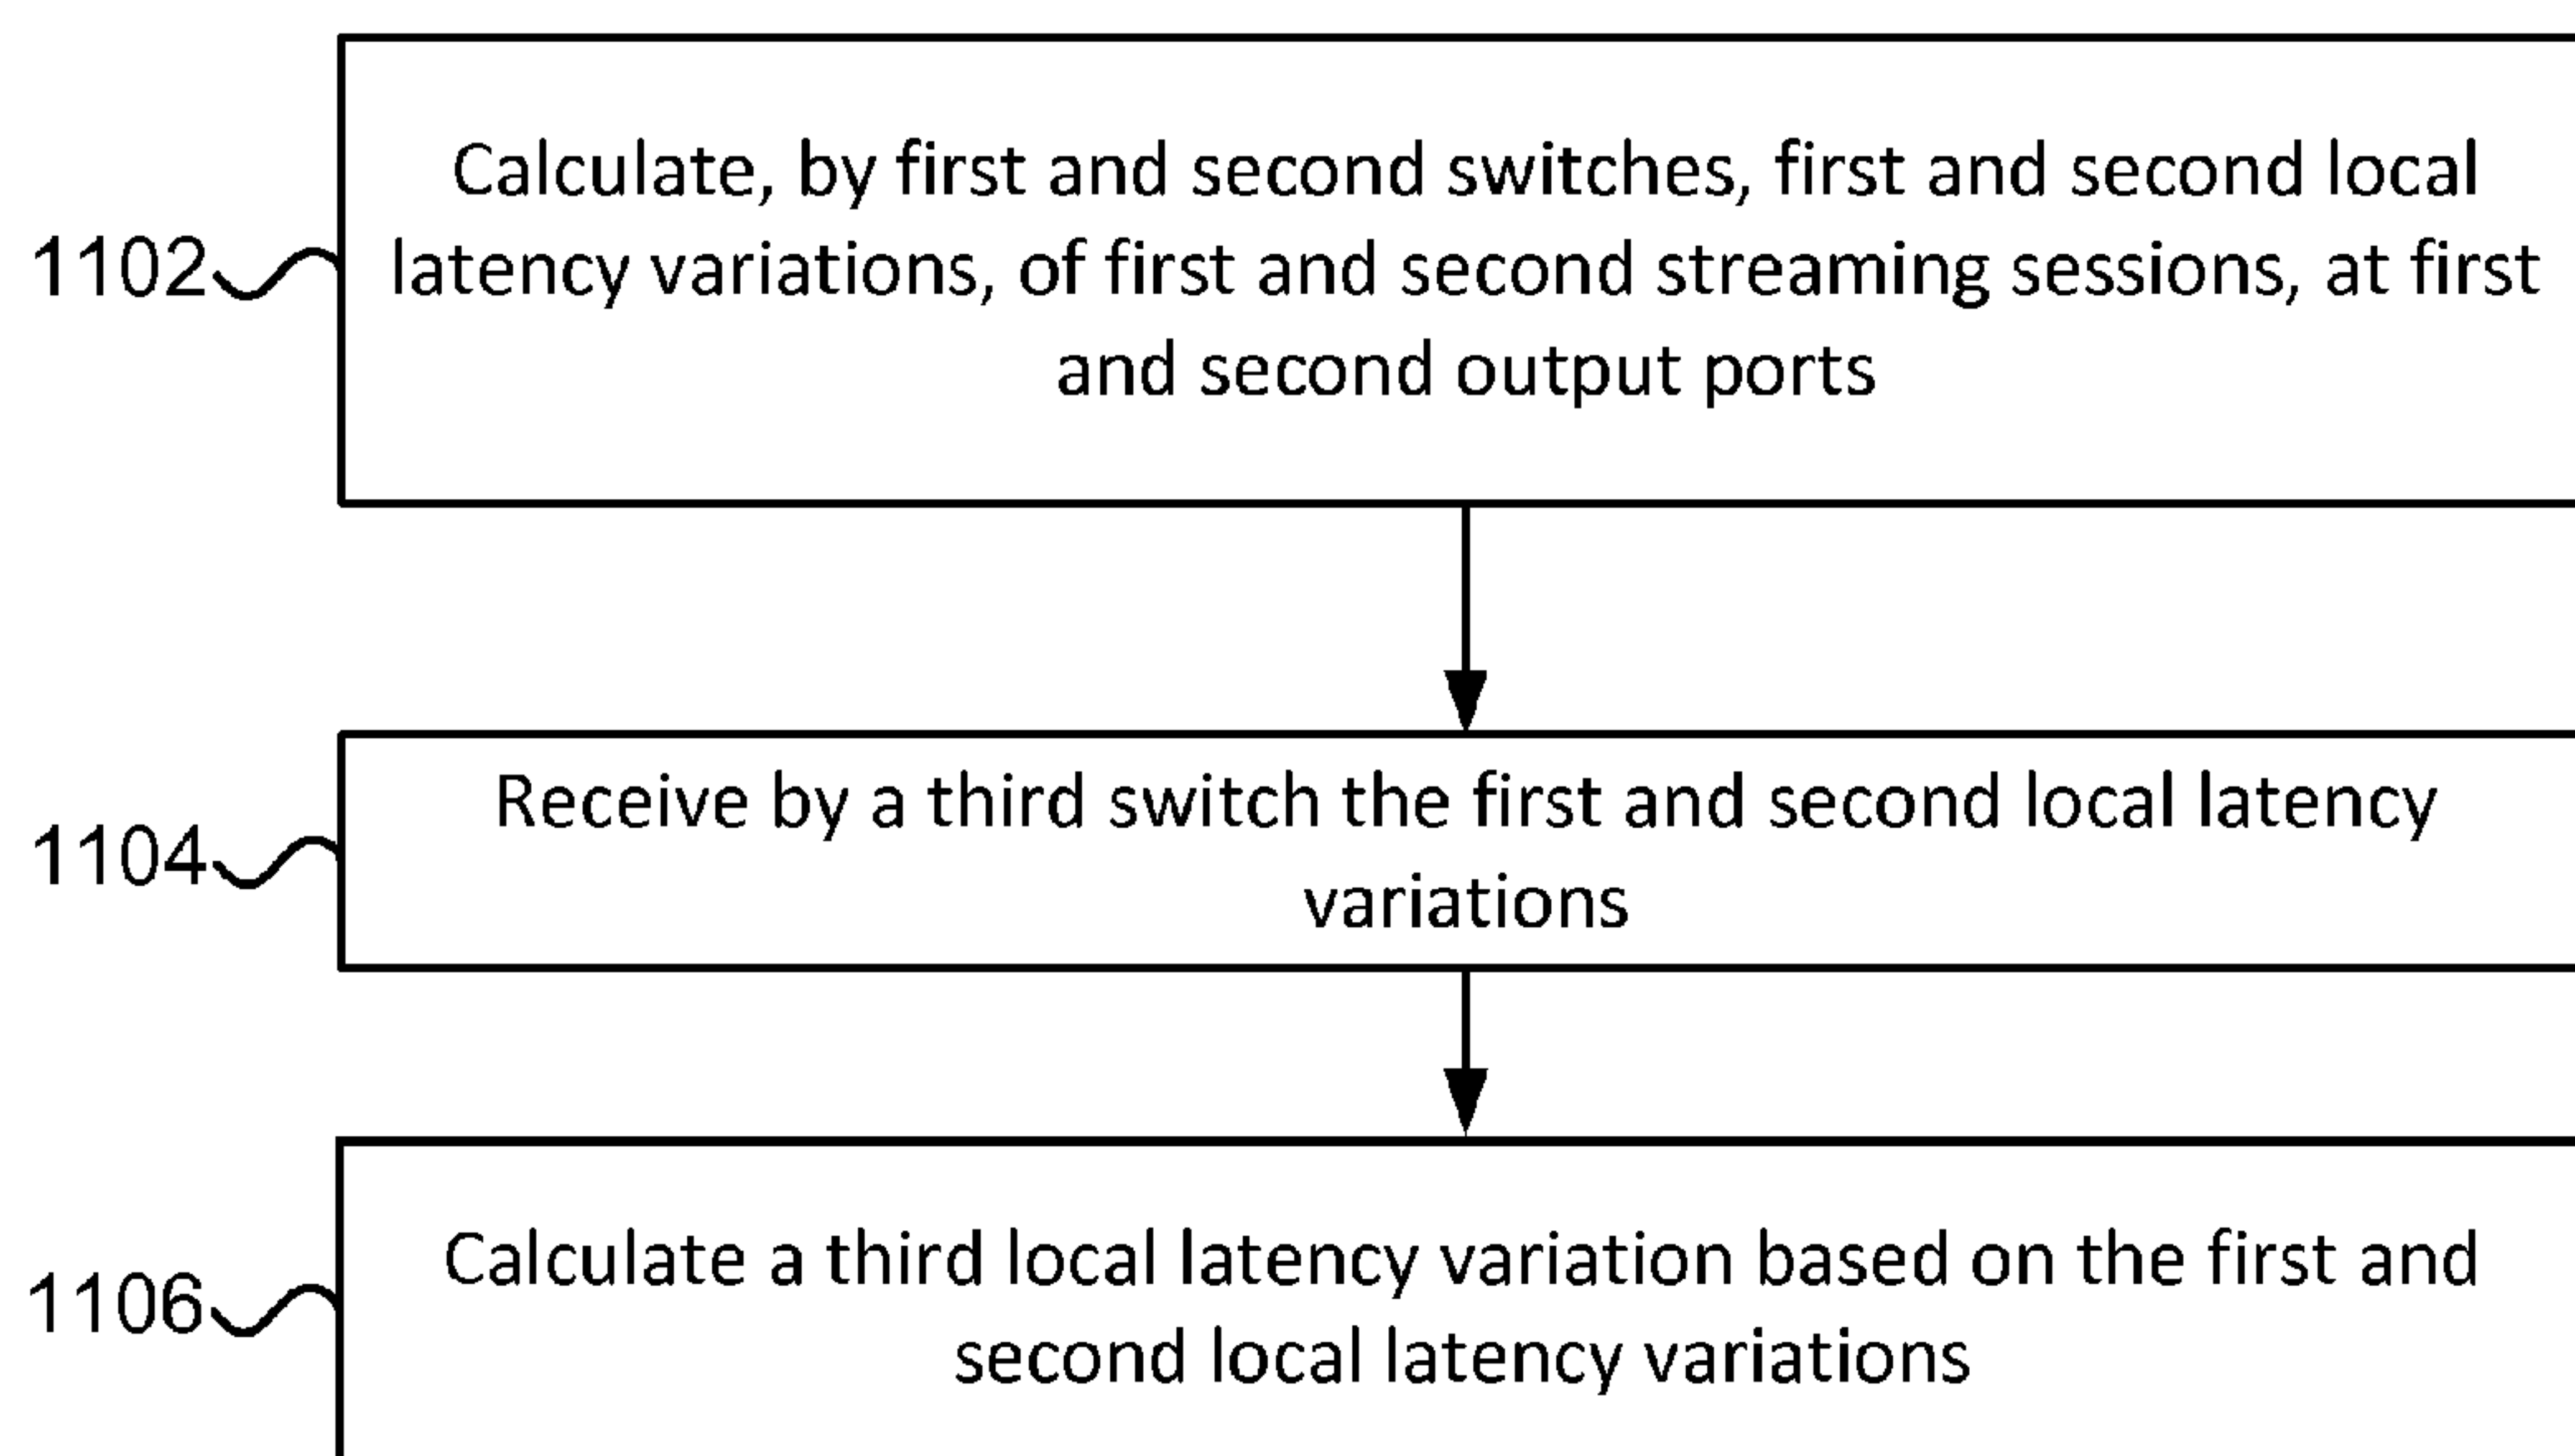 Calculate, by first and second switches, first and second local
1102 latency variations, of first and second streaming sessions, at first
and second output ports
Receive by a third switch the first and second local latency
1104
variations
Calculate a third local latency variation based on the first and
1106
second local latency variations